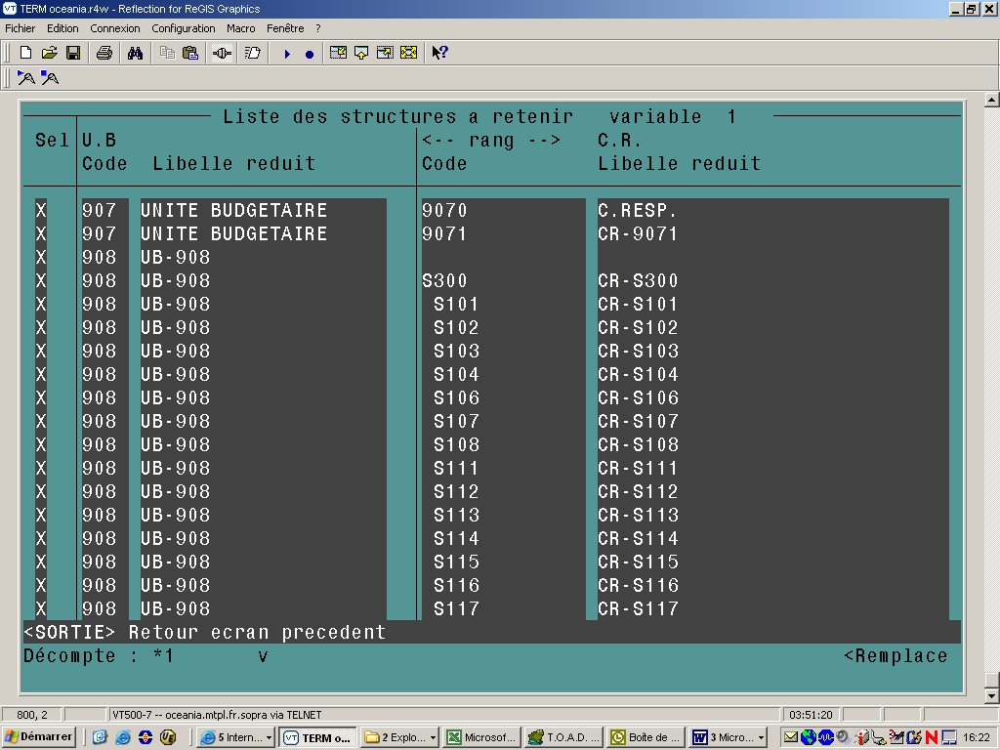 TERM oceania.r4w - Reflection for ReGIS Graphics
Fichier Edition Connexion Configuration Macro Fenêtre ?
Liste des structures a retenir variable 1
Sel U.B <-- rang --> C.R.
Code Libelle reduit Code Libelle reduit
X 907 UNITE BUDGETAIRE 9070 C.RESP.
X 907 UNITE BUDGETAIRE 9071 CR-9071
X 908 UB-908
X 908 UB-908 S300 CR-S300
X 908 UB-908 S101 CR-S101
X 908 UB-908 S102 CR-S102
X 908 UB-908 S103 CR-S103
X 908 UB-908 S104 CR-S104
X 908 UB-908 S106 CR-S106
X 908 UB-908 S107 CR-S107
X 908 UB-908 S108 CR-S108
X 908 UB-908 S111 CR-S111
X 908 UB-908 S112 CR-S112
X 908 UB-908 S113 CR-S113
X 908 UB-908 S114 CR-S114
X 908 UB-908 S115 CR-S115
X 908 UB-908 S116 CR-S116
X 908 UB-908 S117 CR-S117
<SORTIE> Retour ecran precedent
Décompte : *1 v <Remplace
800, 2 VT500-7 -- oceania.mtpl.fr.sopra via TELNET 03:51:20
Démarrer 5 Intern... TERM o... 2 Explo... Microsof... T.O.A.D. ... Boîte de ... 3 Micro... 16:22